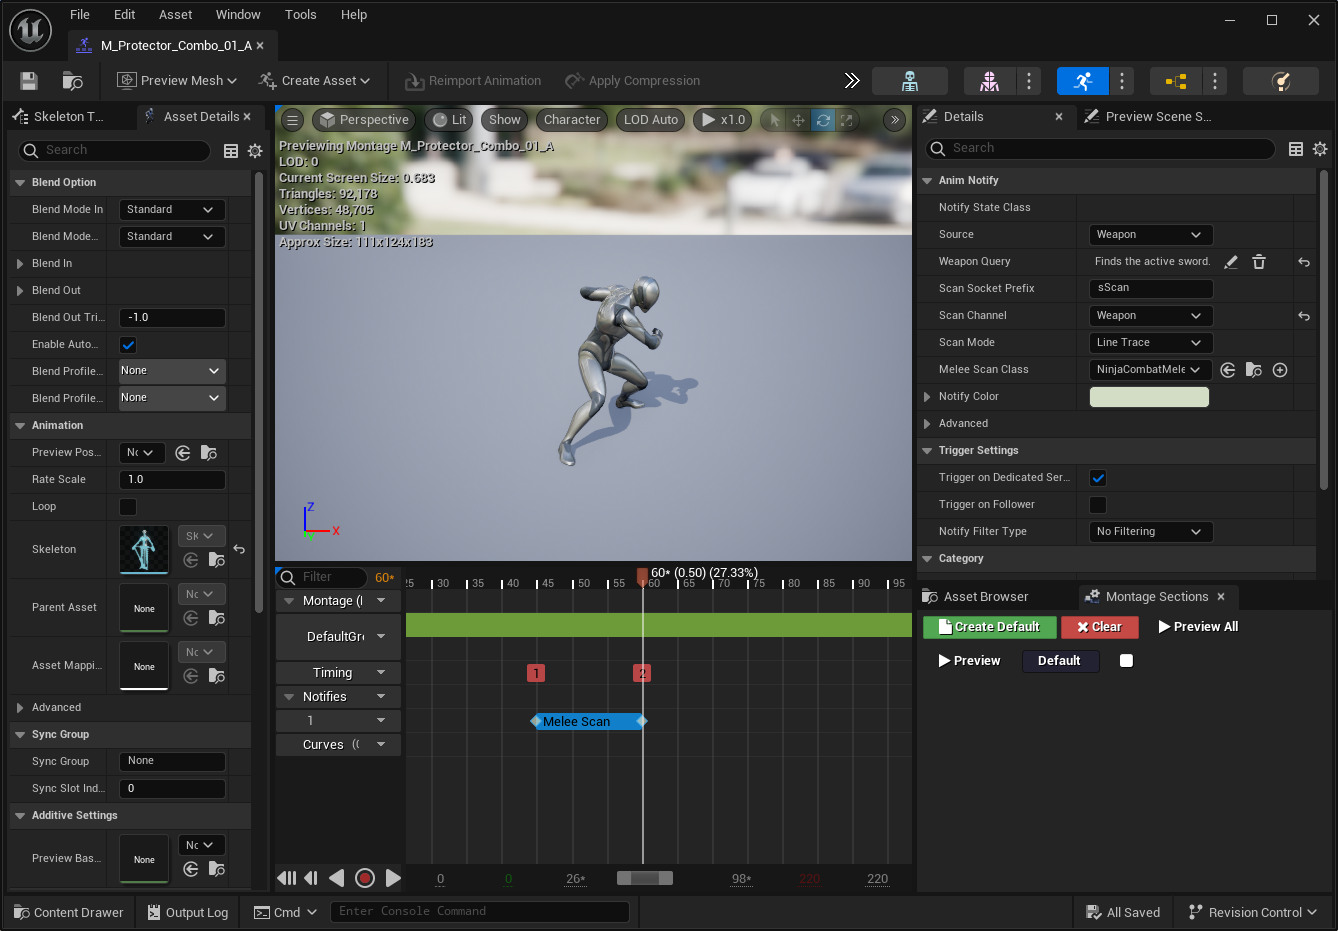 File Edit Asset Window Tools Help
M_Protector_Combo_01_A
Preview Mesh Create Asset Reimport Animation Apply Compression
Skeleton T... Asset Details
Search
Blend Option
Blend Mode In Standard
Blend Mode... Standard
Blend In
Blend Out
Blend Out Tri... -1.0
Enable Auto...
Blend Profile... None
Blend Profile... None
Animation
Preview Pos...
Rate Scale 1.0
Loop
Skeleton
Parent Asset None
Asset Mappi... None
Advanced
Sync Group
Sync Group None
Sync Slot Ind... 0
Additive Settings
Preview Bas... None
Perspective Lit Show Character LOD Auto x1.0
Previewing Montage M_Protector_Combo_01_A
LOD: 0
Current Screen Size: 0.683
Triangles: 92,178
Vertices: 48,705
UV Channels: 1
Approx Size: 111x124x183
Z
X
Y
Filter 60*
60* (0.50) (27.33%)
25 30 35 40 45 50 55 60 65 70 75 80 85 90 95
Montage (
DefaultGr
Timing 1 2
Notifies
1 Melee Scan
Curves (
0 0 26* 98* 220 220
Details Preview Scene S...
Search
Anim Notify
Notify State Class
Source Weapon
Weapon Query Finds the active sword.
Scan Socket Prefix sScan
Scan Channel Weapon
Scan Mode Line Trace
Melee Scan Class NinjaCombatMele
Notify Color
Advanced
Trigger Settings
Trigger on Dedicated Ser...
Trigger on Follower
Notify Filter Type No Filtering
Category
Asset Browser Montage Sections
Create Default Clear Preview All
Preview Default
Content Drawer Output Log Cmd Enter Console Command All Saved Revision Control